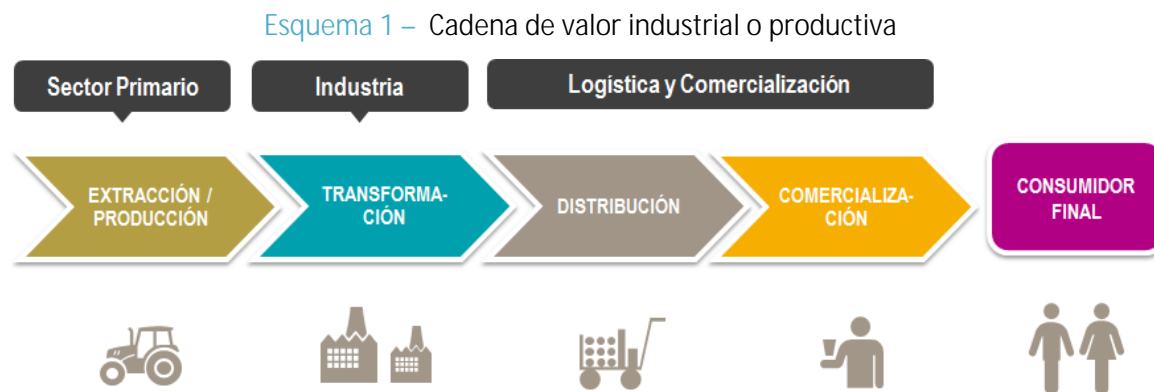 Esquema 1 – Cadena de valor industrial o productiva
Sector Primario
Industria
Logística y Comercialización
EXTRACCIÓN /
PRODUCCIÓN
TRANSFORMA-
CIÓN
DISTRIBUCIÓN
COMERCIALIZA-
CIÓN
CONSUMIDOR
FINAL